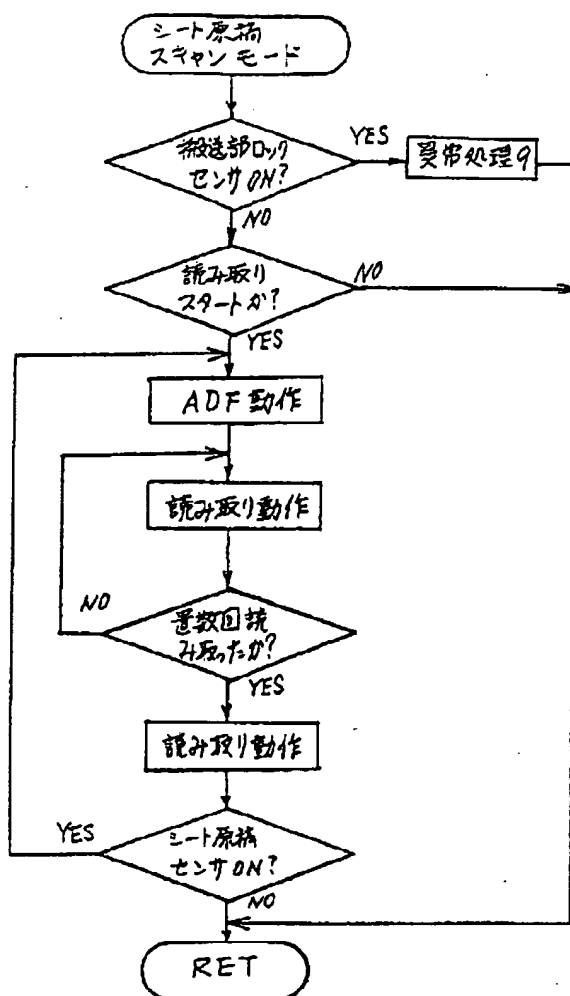 シート原稿
スキャンモード
搬送部ロック
センサON?
YES
異常処理9
NO
読み取り
スタートか?
NO
YES
ADF動作
読み取り動作
NO
置数回読
み取ったか?
YES
読み取り動作
YES
シート原稿
センサON?
NO
RET